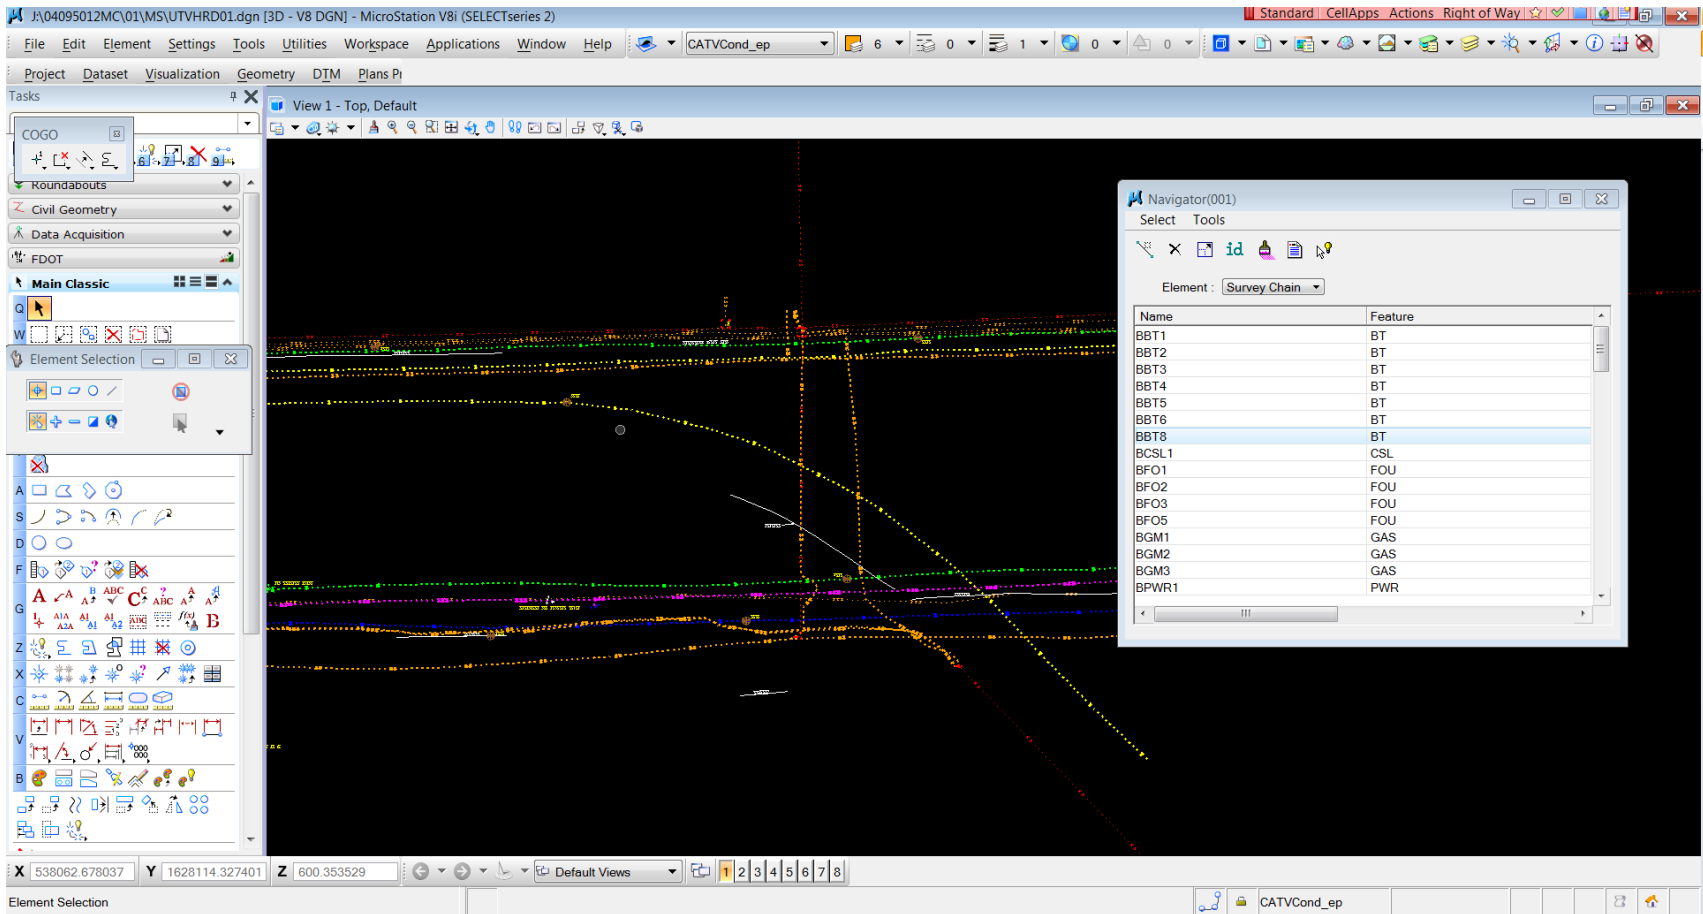 J:\04095012MC\01\MS\UTVHRD01.dgn [3D - V8 DGN] - MicroStation V8i (SELECTseries 2)
Standard CellApps Actions Right of Way
File Edit Element Settings Tools Utilities Workspace Applications Window Help
CATVCond_ep
6 0 1 0 0
Project Dataset Visualization Geometry DTM Plans Pr
Tasks
View 1 - Top, Default
COGO
6 7 8 9
Roundabouts
Civil Geometry
Data Acquisition
FDOT
Main Classic
Q
W
Element Selection
A
S
D
F
G
Z
X
C
V
B
Navigator(001)
Select Tools
id
Element : Survey Chain
Name Feature
BBT1 BT
BBT2 BT
BBT3 BT
BBT4 BT
BBT5 BT
BBT6 BT
BBT8 BT
BCSL1 CSL
BFO1 FOU
BFO2 FOU
BFO3 FOU
BFO5 FOU
BGM1 GAS
BGM2 GAS
BGM3 GAS
BPWR1 PWR
X 538062.678037 Y 1628114.327401 Z 600.353529 Default Views 1 2 3 4 5 6 7 8
Element Selection CATVCond_ep